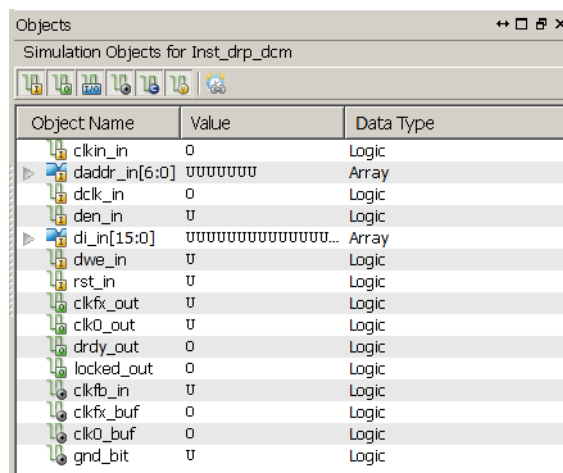 Objects
Simulation Objects for Inst_drp_dcm
I/O
Object Name Value Data Type
clkin_in 0 Logic
daddr_in[6:0] UUUUUUU Array
dclk_in 0 Logic
den_in U Logic
di_in[15:0] UUUUUUUUUUUUUU... Array
dwe_in U Logic
rst_in U Logic
clkfx_out U Logic
clk0_out U Logic
drdy_out 0 Logic
locked_out 0 Logic
clkfb_in U Logic
clkfx_buf 0 Logic
clk0_buf 0 Logic
gnd_bit U Logic